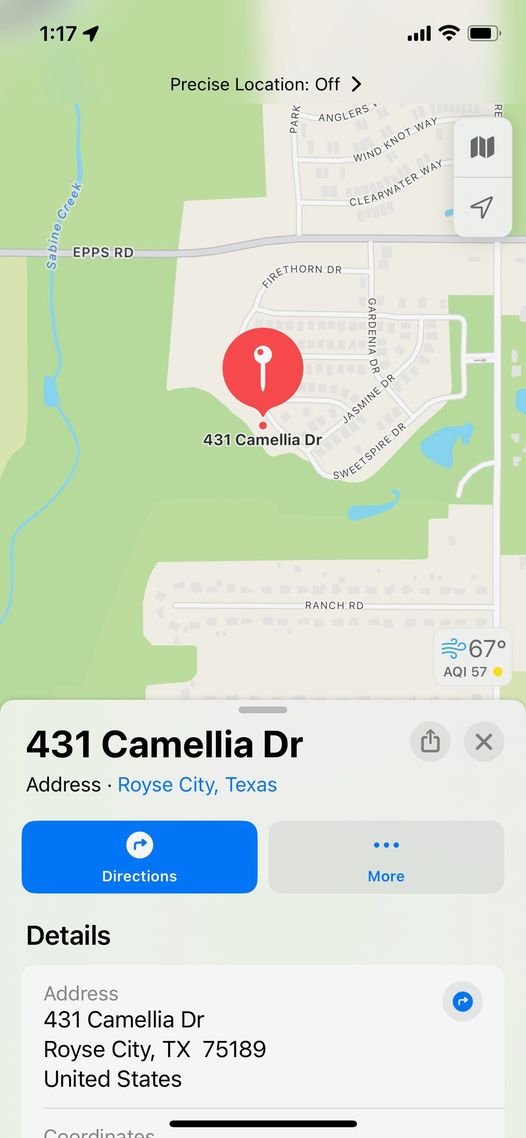 1:17
Precise Location: Off
PARK
ANGLERS
WIND KNOT WAY
CLEARWATER WAY
RE
Sabine Creek
EPPS RD
FIRETHORN DR
GARDENIA DR
JASMINE DR
431 Camellia Dr
SWEETSPIRE DR
RANCH RD
67°
AQI 57
431 Camellia Dr
Address · Royse City, Texas
Directions
More
Details
Address
431 Camellia Dr
Royse City, TX 75189
United States
Coordinates